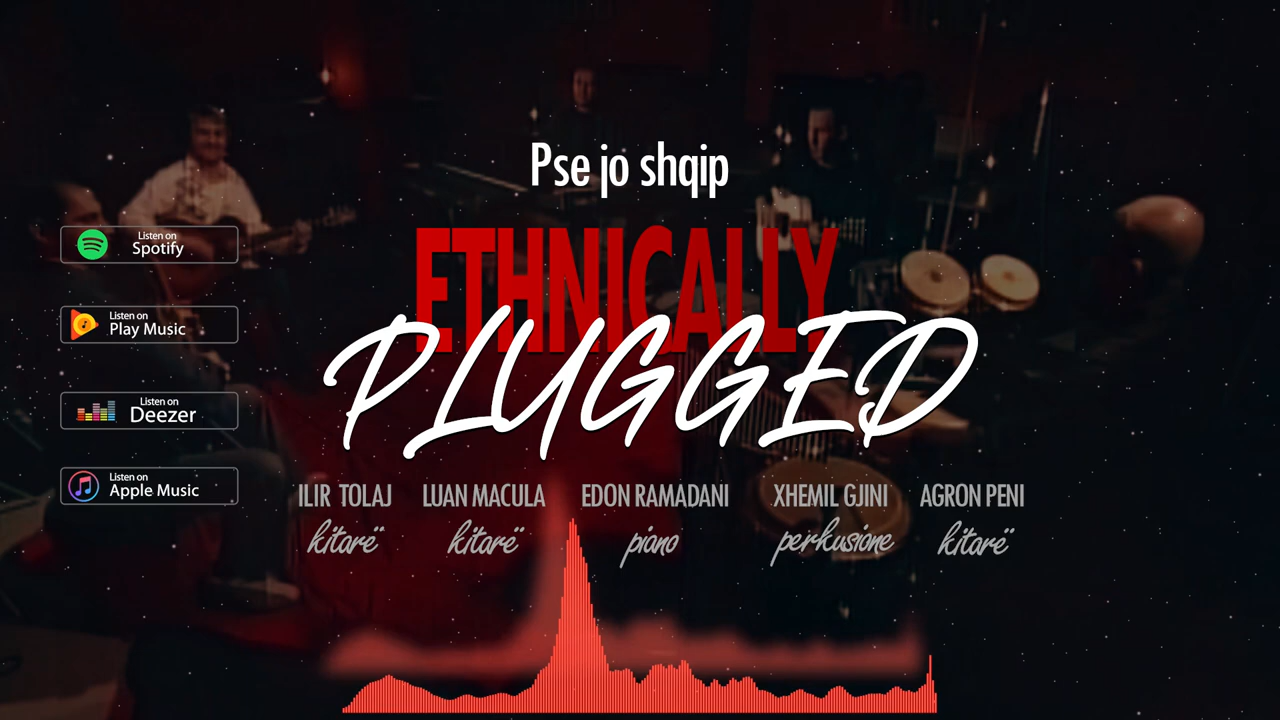 Pse jo shqip
ETHNICALLY
PLUGGED
Listen on
Spotify
Listen on
Play Music
Listen on
Deezer
Listen on
Apple Music
ILIR TOLAJ
kitarë
LUAN MACULA
kitarë
EDON RAMADANI
piano
XHEMIL GJINI
perkusione
AGRON PENI
kitarë